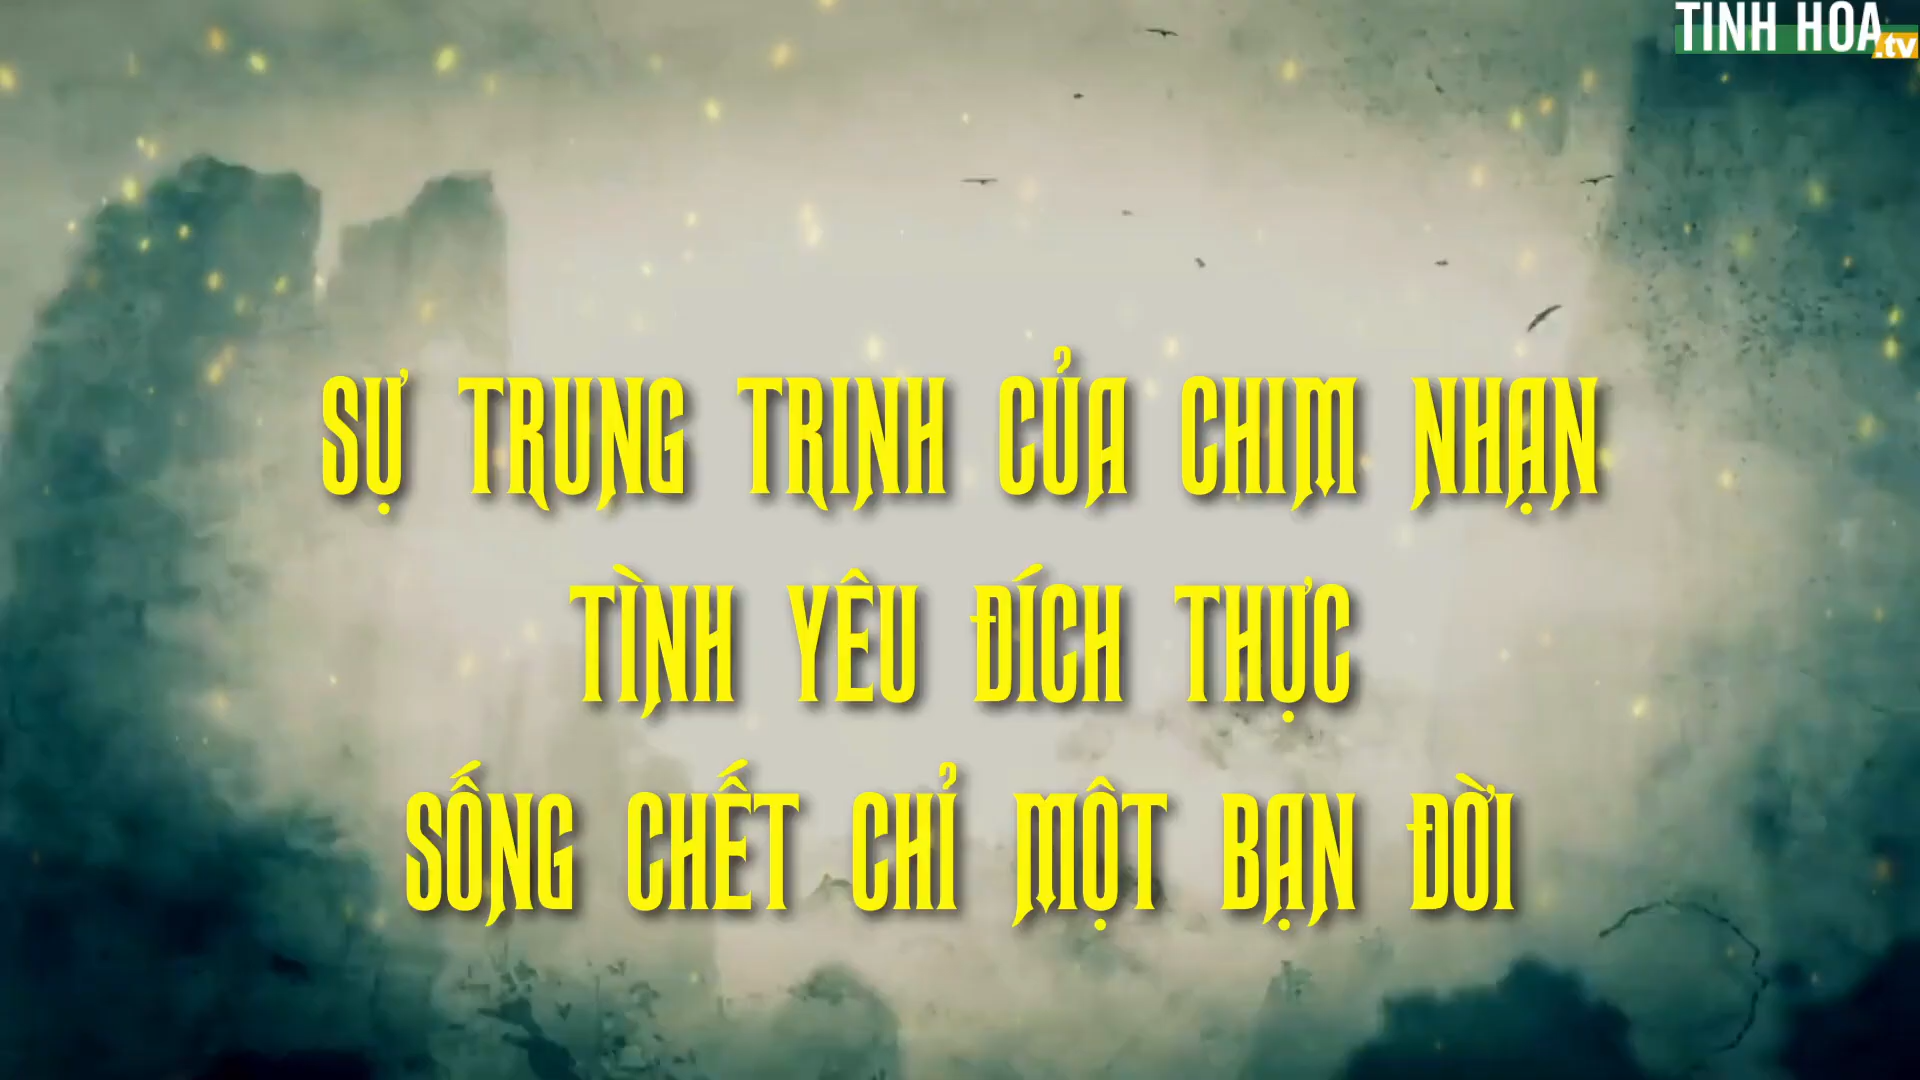 TINH HOA.tv
SỰ TRUNG TRINH CỦA CHIM NHẠN
TÌNH YÊU ĐÍCH THỰC
SỐNG CHẾT CHỈ MỘT BẠN ĐỜI